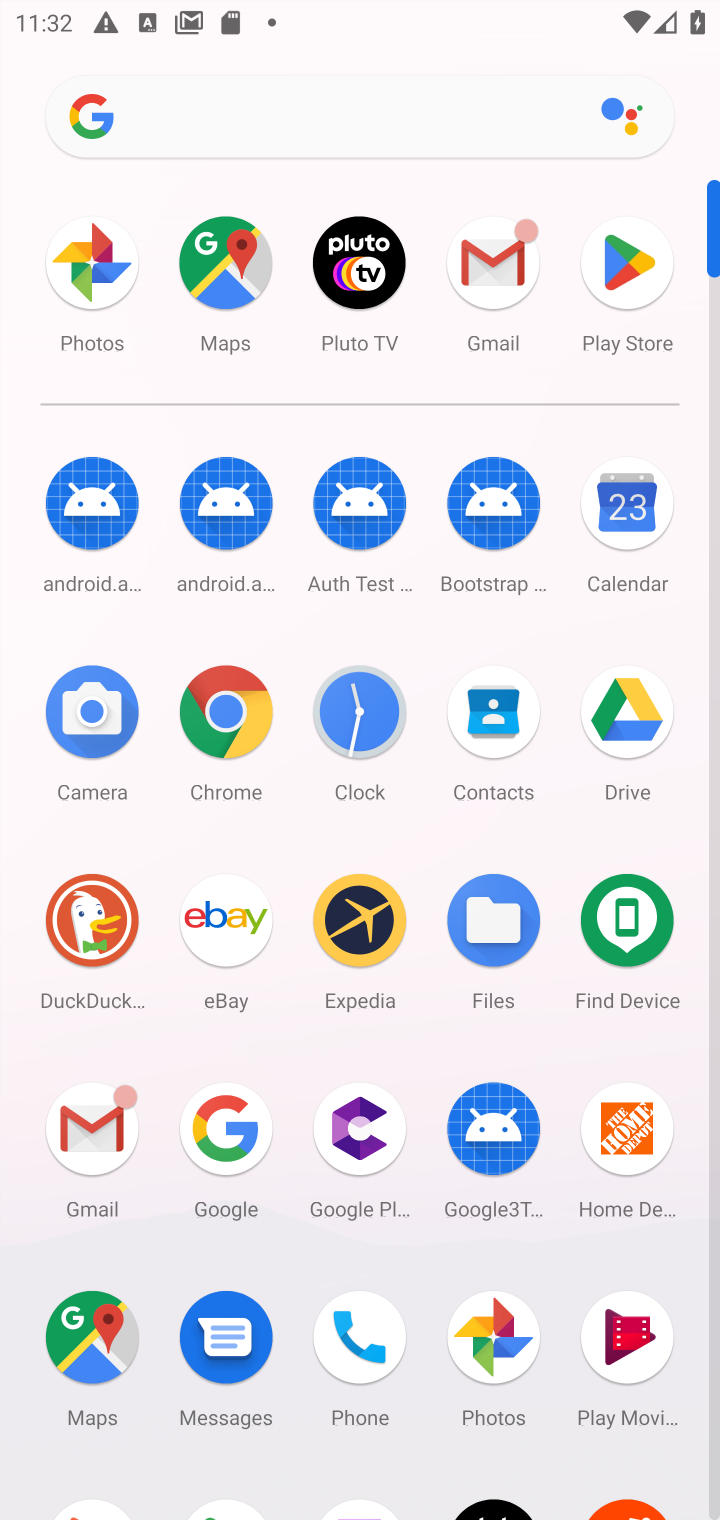 11:32
Photos Maps Pluto TV Gmail Play Store
android.a... android.a... Auth Test ... Bootstrap ... Calendar
Camera Chrome Clock Contacts Drive
DuckDuck... eBay Expedia Files Find Device
Gmail Google Google Pl... Google3T... Home De...
Maps Messages Phone Photos Play Movi...